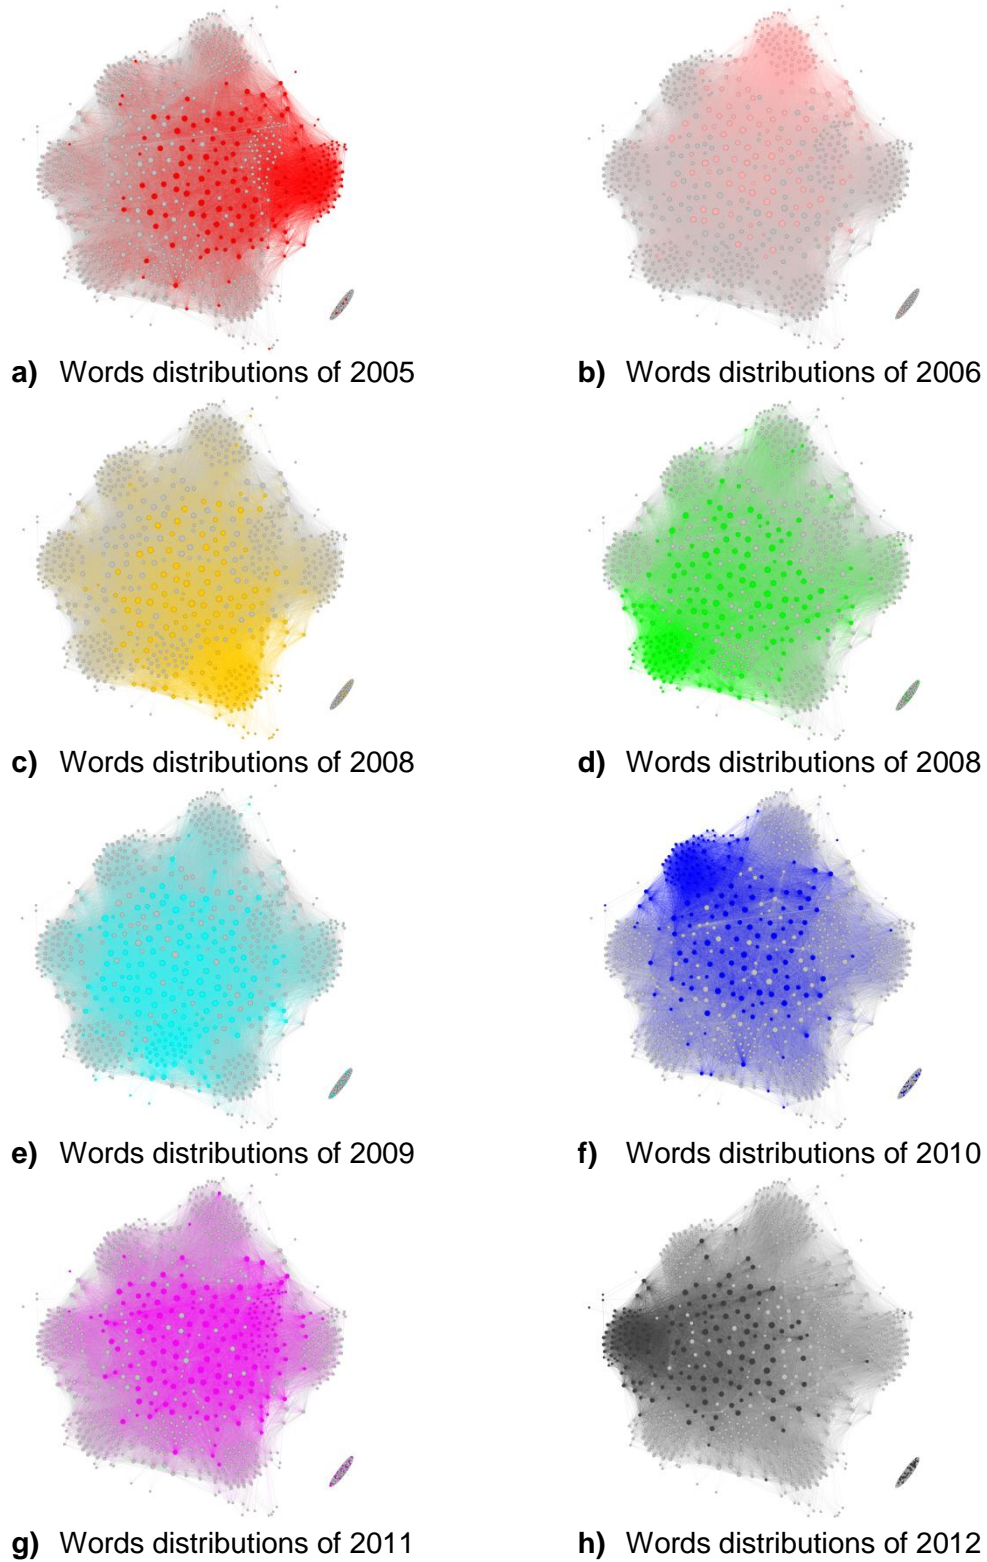 a) Words distributions of 2005
b) Words distributions of 2006
c) Words distributions of 2008
d) Words distributions of 2008
e) Words distributions of 2009
f) Words distributions of 2010
g) Words distributions of 2011
h) Words distributions of 2012